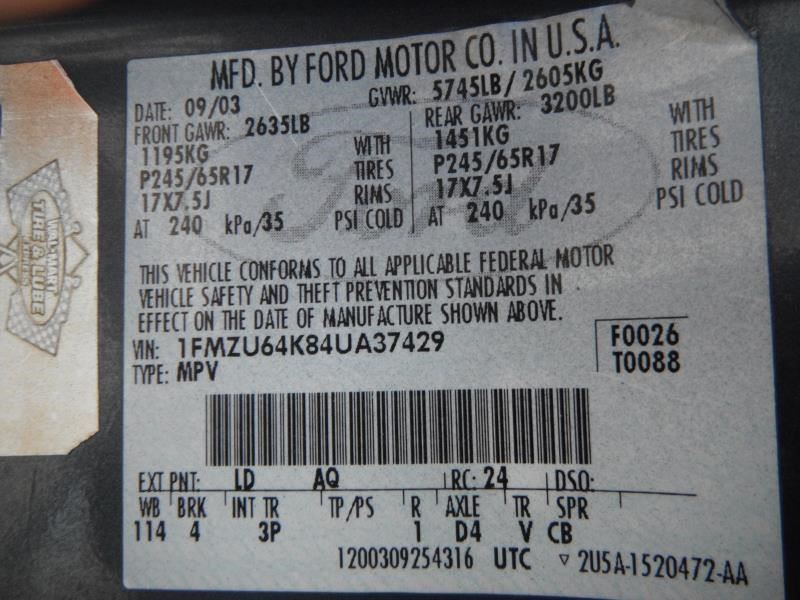 MFD. BY FORD MOTOR CO. IN U.S.A.
DATE: 09/03 GVWR: 5745LB/ 2605KG
FRONT GAWR: 2635LB REAR GAWR: 3200LB
1195KG WITH 1451KG WITH
P245/65R17 TIRES P245/65R17 TIRES
17X7.5J RIMS 17X7.5J RIMS
AT 240 kPa/35 PSI COLD AT 240 kPa/35 PSI COLD
Ford
THIS VEHICLE CONFORMS TO ALL APPLICABLE FEDERAL MOTOR
VEHICLE SAFETY AND THEFT PREVENTION STANDARDS IN
EFFECT ON THE DATE OF MANUFACTURE SHOWN ABOVE.
VIN: 1FMZU64K84UA37429 F0026
TYPE: MPV T0088
EXT PNT: LD AQ RC: 24 DSO:
WB BRK INT TR TP/PS R AXLE TR SPR
114 4 3P 1 D4 V CB
1200309254316 UTC ▽ 2U5A-1520472-AA
WAL-MART
TIRE & LUBE